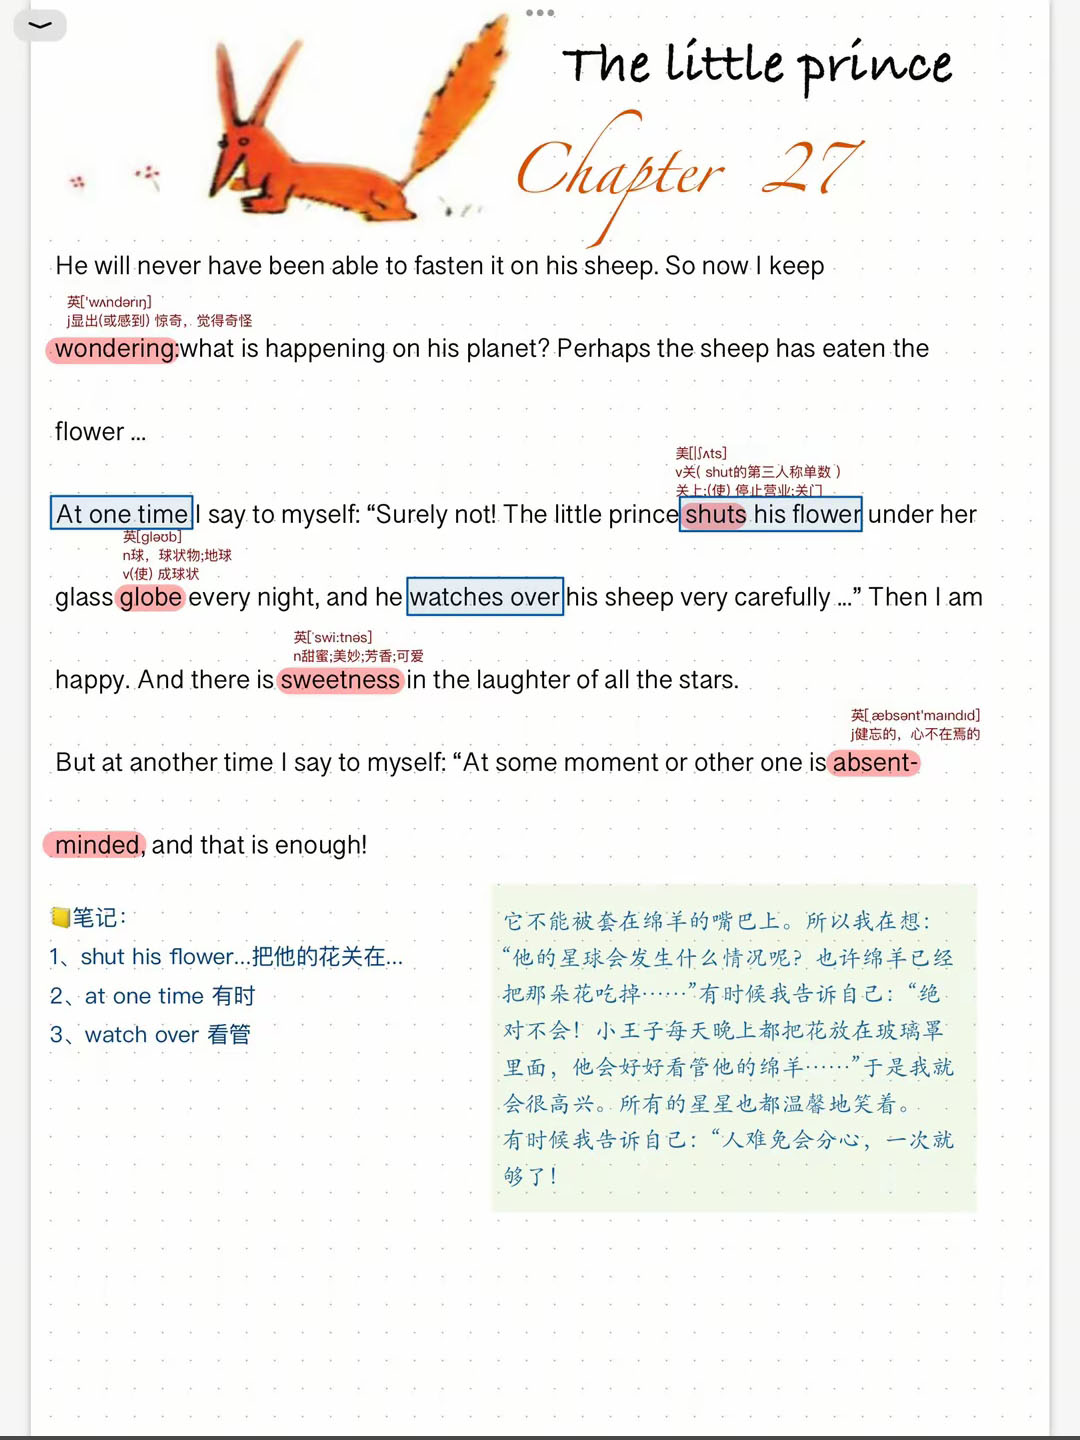 The little prince
Chapter 27
He will never have been able to fasten it on his sheep. So now I keep
英['wʌndərɪŋ]
j显出(或感到) 惊奇，觉得奇怪
wondering:what is happening on his planet? Perhaps the sheep has eaten the
flower ...
美[|ʃʌts]
v关( shut的第三人称单数 )
关上;(使) 停止营业;关门
At one time I say to myself: “Surely not! The little prince shuts his flower under her
英[gləʊb]
n球，球状物;地球
v(使) 成球状
glass globe every night, and he watches over his sheep very carefully ...” Then I am
英[ˈswi:tnəs]
n甜蜜;美妙;芳香;可爱
happy. And there is sweetness in the laughter of all the stars.
英[ˌæbsənt'maɪndɪd]
j健忘的，心不在焉的
But at another time I say to myself: “At some moment or other one is absent-
minded, and that is enough!
笔记：
1、shut his flower...把他的花关在...
2、at one time 有时
3、watch over 看管
它不能被套在绵羊的嘴巴上。所以我在想：
“他的星球会发生什么情况呢？也许绵羊已经
把那朵花吃掉……”有时候我告诉自己：“绝
对不会！小王子每天晚上都把花放在玻璃罩
里面，他会好好看管他的绵羊……”于是我就
会很高兴。所有的星星也都温馨地笑着。
有时候我告诉自己：“人难免会分心，一次就
够了！